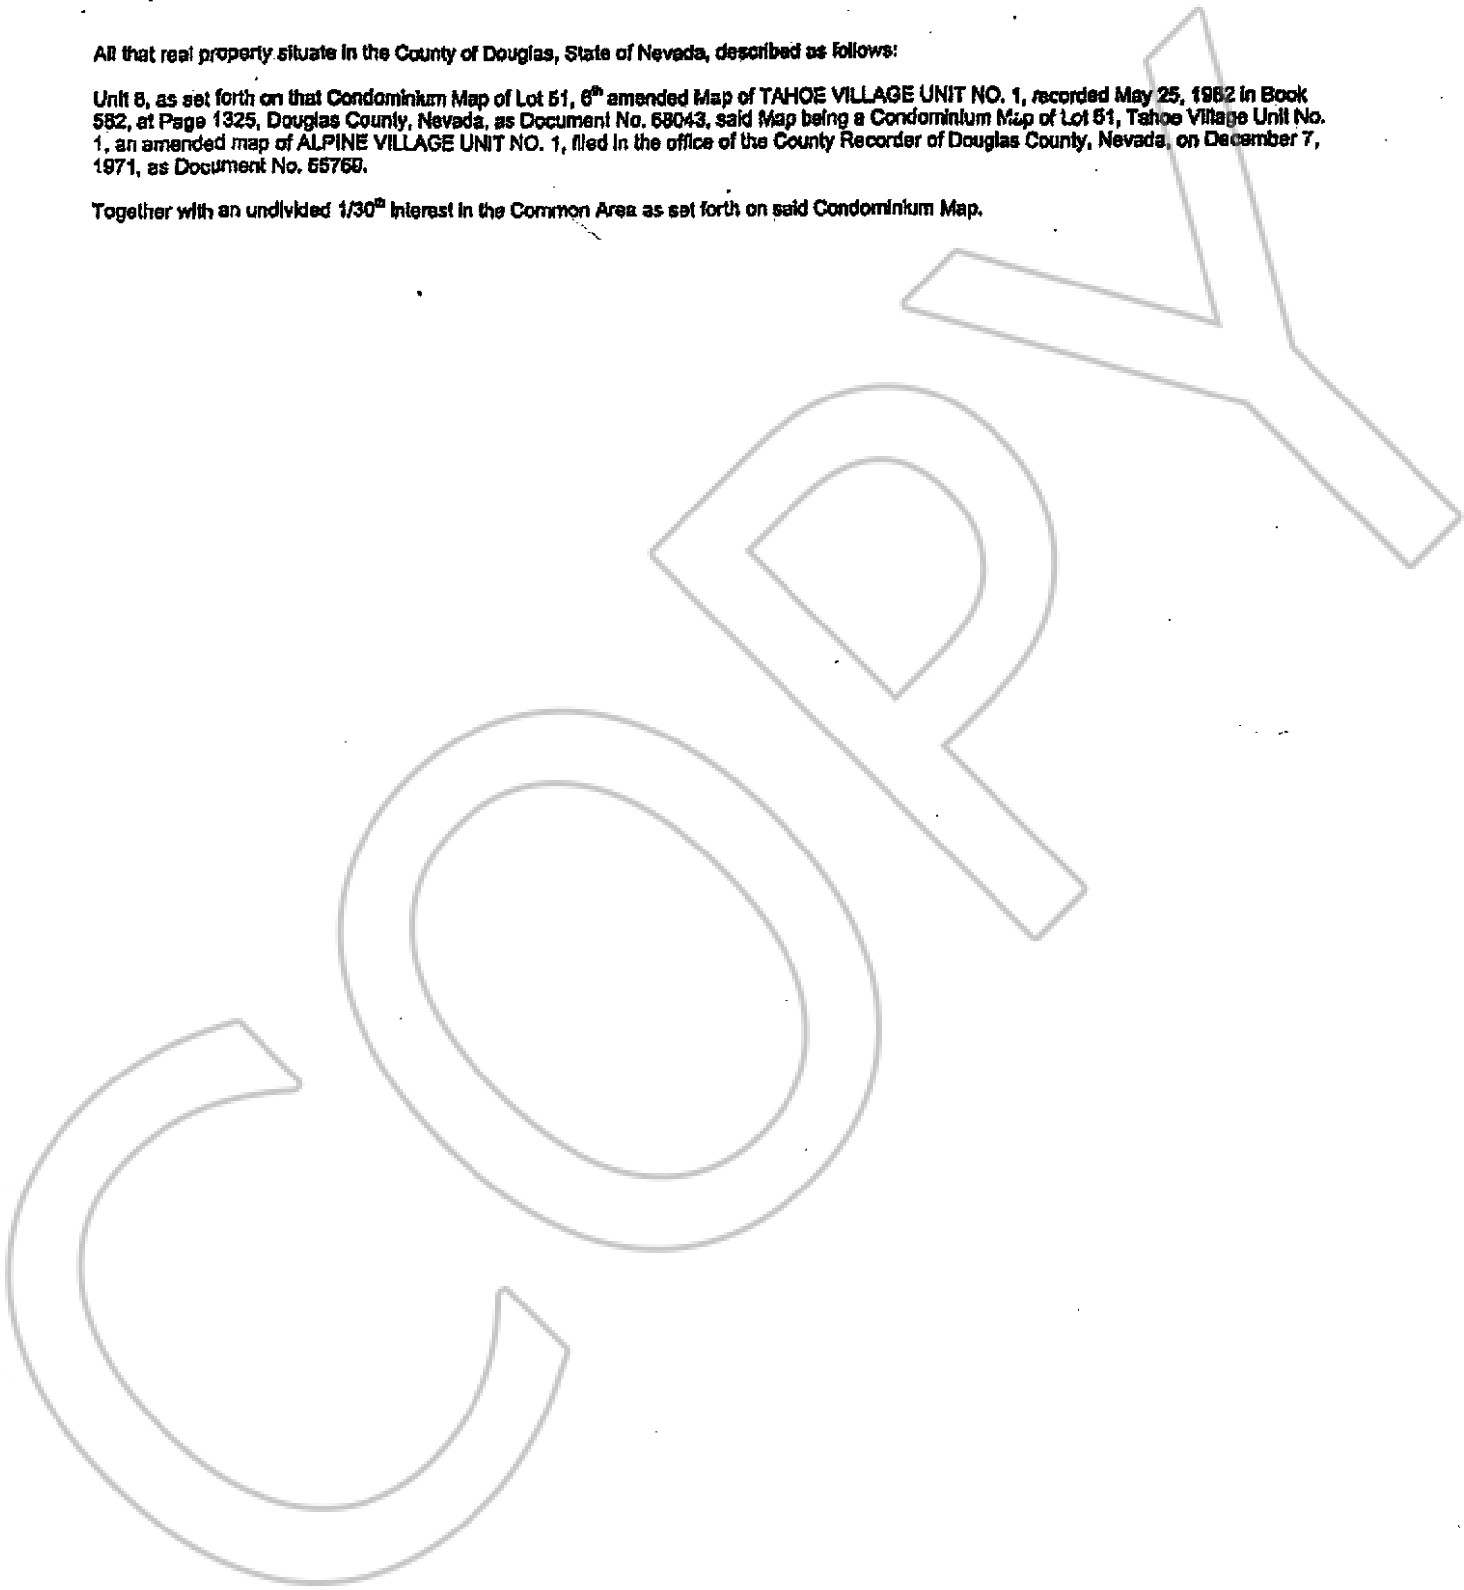 All that real property situate in the County of Douglas, State of Nevada, described as follows:
Unit 8, as set forth on that Condominium Map of Lot 51, 6th amended Map of TAHOE VILLAGE UNIT NO. 1, recorded May 25, 1982 in Book
582, at Page 1325, Douglas County, Nevada, as Document No. 68043, said Map being a Condominium Map of Lot 51, Tahoe Village Unit No.
1, an amended map of ALPINE VILLAGE UNIT NO. 1, filed in the office of the County Recorder of Douglas County, Nevada, on December 7,
1971, as Document No. 55769.
Together with an undivided 1/30th interest in the Common Area as set forth on said Condominium Map.
COPY